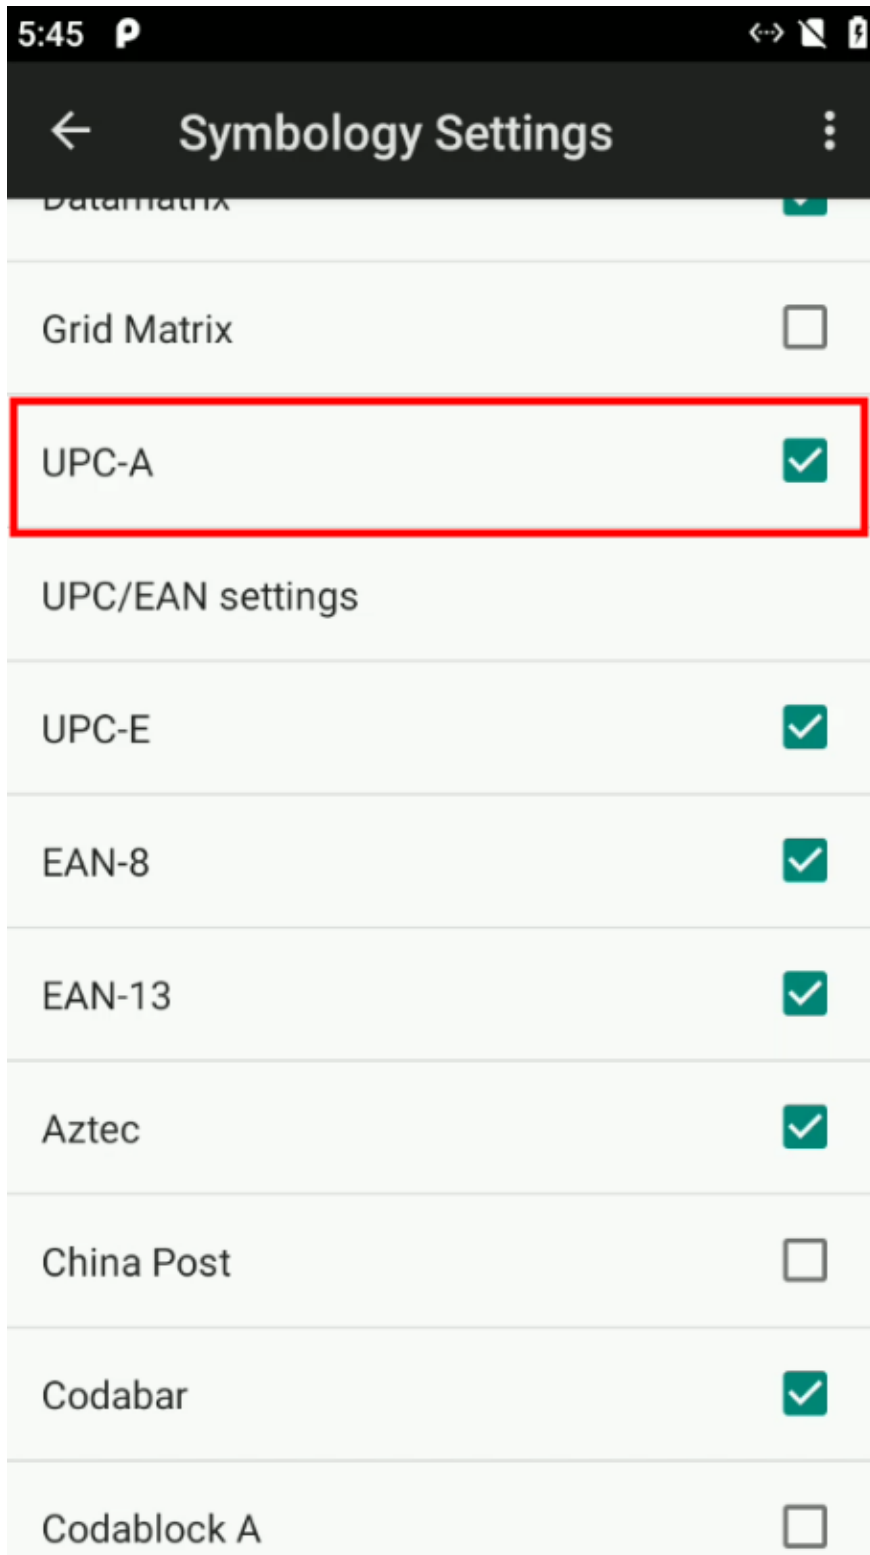 5:45
Symbology Settings
Datamatrix
Grid Matrix
UPC-A
UPC/EAN settings
UPC-E
EAN-8
EAN-13
Aztec
China Post
Codabar
Codablock A